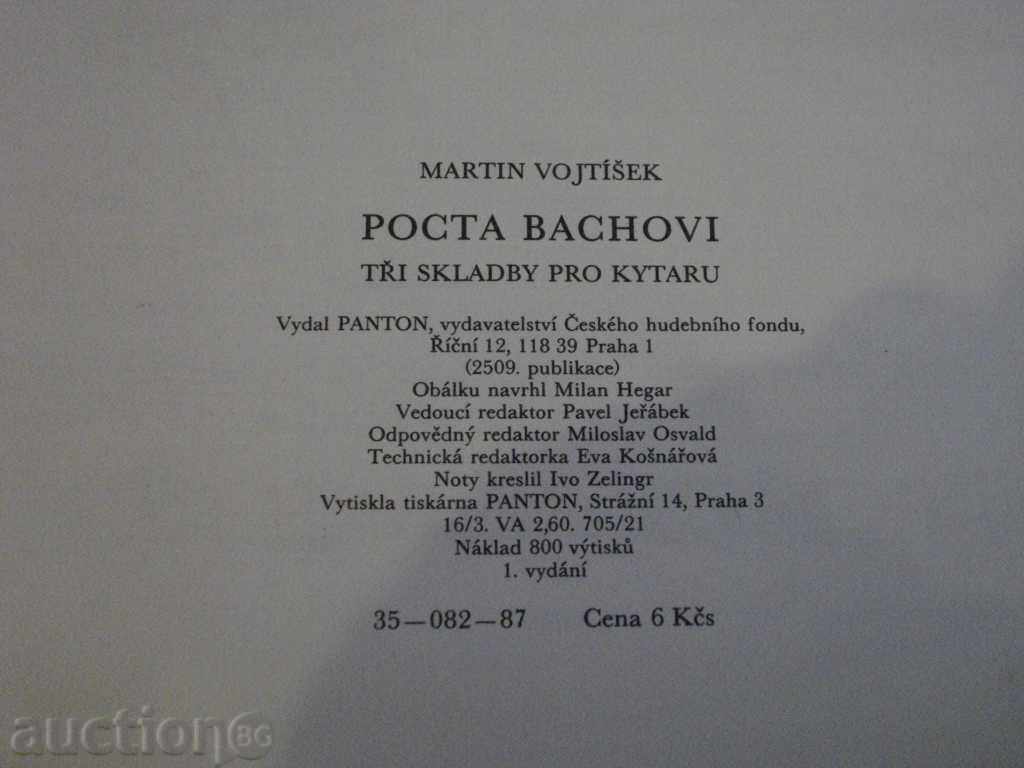 MARTIN VOJTÍŠEK
POCTA BACHOVI
TŘI SKLADBY PRO KYTARU
Vydal PANTON, vydavatelství Českého hudebního fondu,
Říční 12, 118 39 Praha 1
(2509. publikace)
Obálku navrhl Milan Hegar
Vedoucí redaktor Pavel Jeřábek
Odpovědný redaktor Miloslav Osvald
Technická redaktorka Eva Košnářová
Noty kreslil Ivo Zelingr
Vytiskla tiskárna PANTON, Strážní 14, Praha 3
16/3. VA 2,60. 705/21
Náklad 800 výtisků
1. vydání
35—082—87 Cena 6 Kčs
auction BG